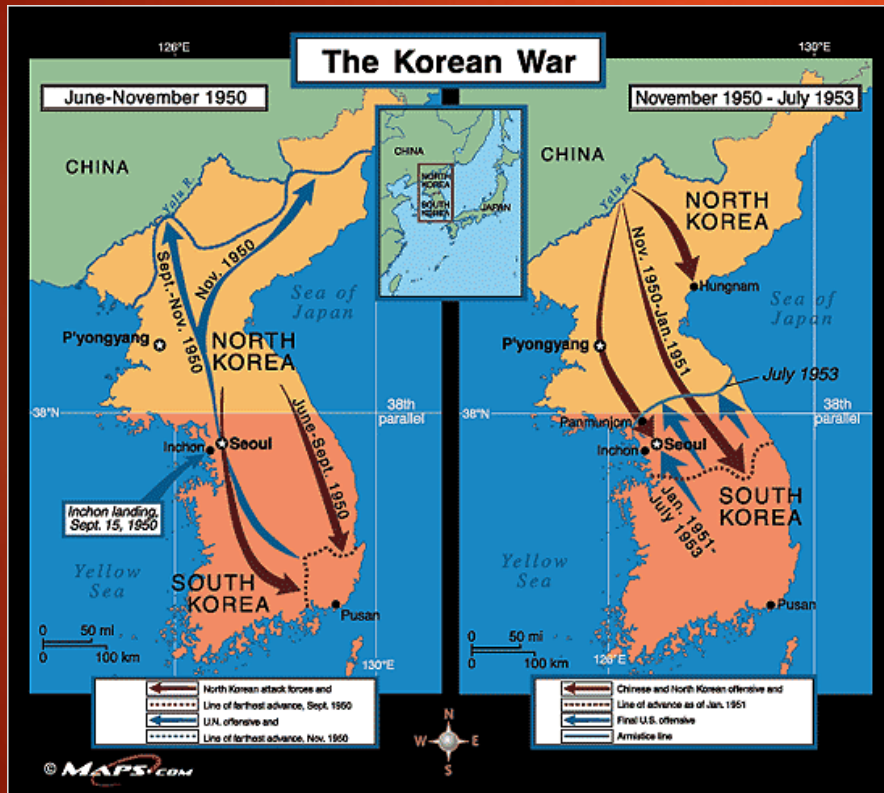 The Korean War
126°E
June-November 1950
CHINA
Yalu R.
Sept.-Nov. 1950
Nov. 1950
Sea of
Japan
P'yongyang
NORTH
KOREA
38°N
38th
parallel
Inchon
Seoul
June-Sept. 1950
Inchon landing,
Sept. 15, 1950
Yellow
Sea
SOUTH
KOREA
Pusan
0 50 mi
0 100 km
130°E
North Korean attack forces and
Line of farthest advance, Sept. 1950
U.N. offensive and
Line of farthest advance, Nov. 1950
CHINA
NORTH
KOREA
SOUTH
KOREA
JAPAN
130°E
November 1950 - July 1953
CHINA
Yalu R.
NORTH
KOREA
Nov. 1950-Jan. 1951
Hungnam
Sea of
Japan
P'yongyang
July 1953
38°N
38th
parallel
Panmunjom
Inchon
Seoul
SOUTH
KOREA
Jan. 1951-
July 1953
Yellow
Sea
Pusan
0 50 mi
0 100 km
126°E
Chinese and North Korean offensive and
Line of advance as of Jan. 1951
Final U.S. offensive
Armistice line
N
W E
S
© MAPS.COM